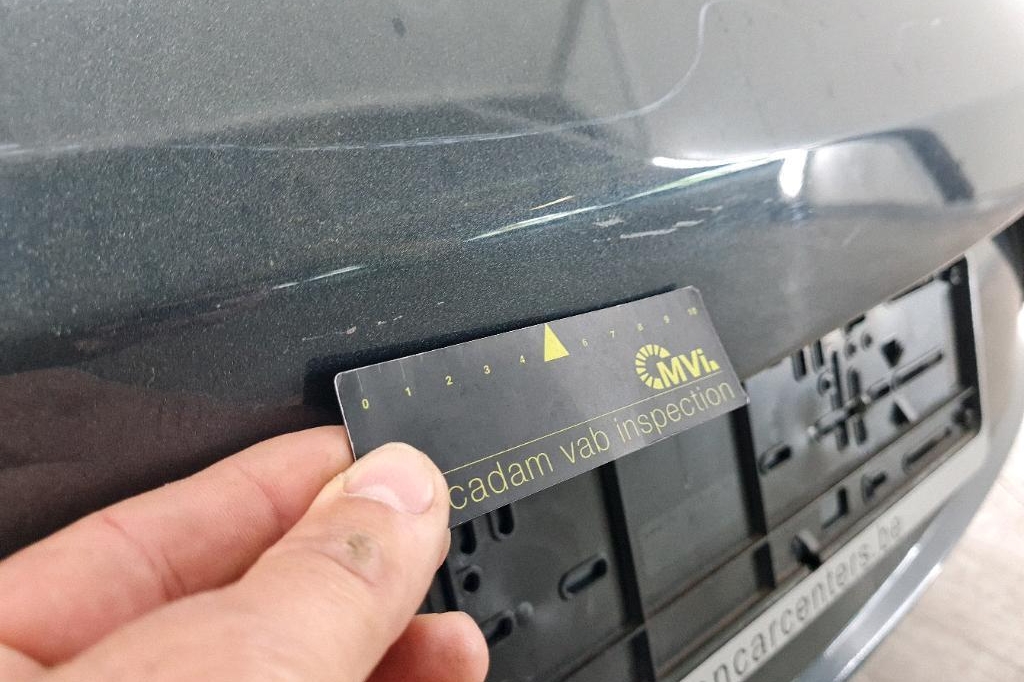 0 1 2 3 4 6 7 8 9 10
MVi
cadam vab inspection
ncarcenters.be